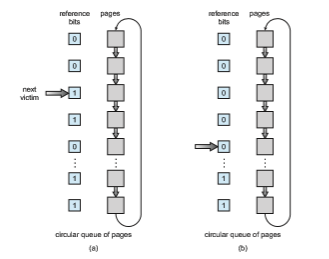 reference bits
pages
0
0
next victim
1
1
0
1
1
circular queue of pages
(a)
reference bits
pages
0
0
0
0
0
1
1
circular queue of pages
(b)